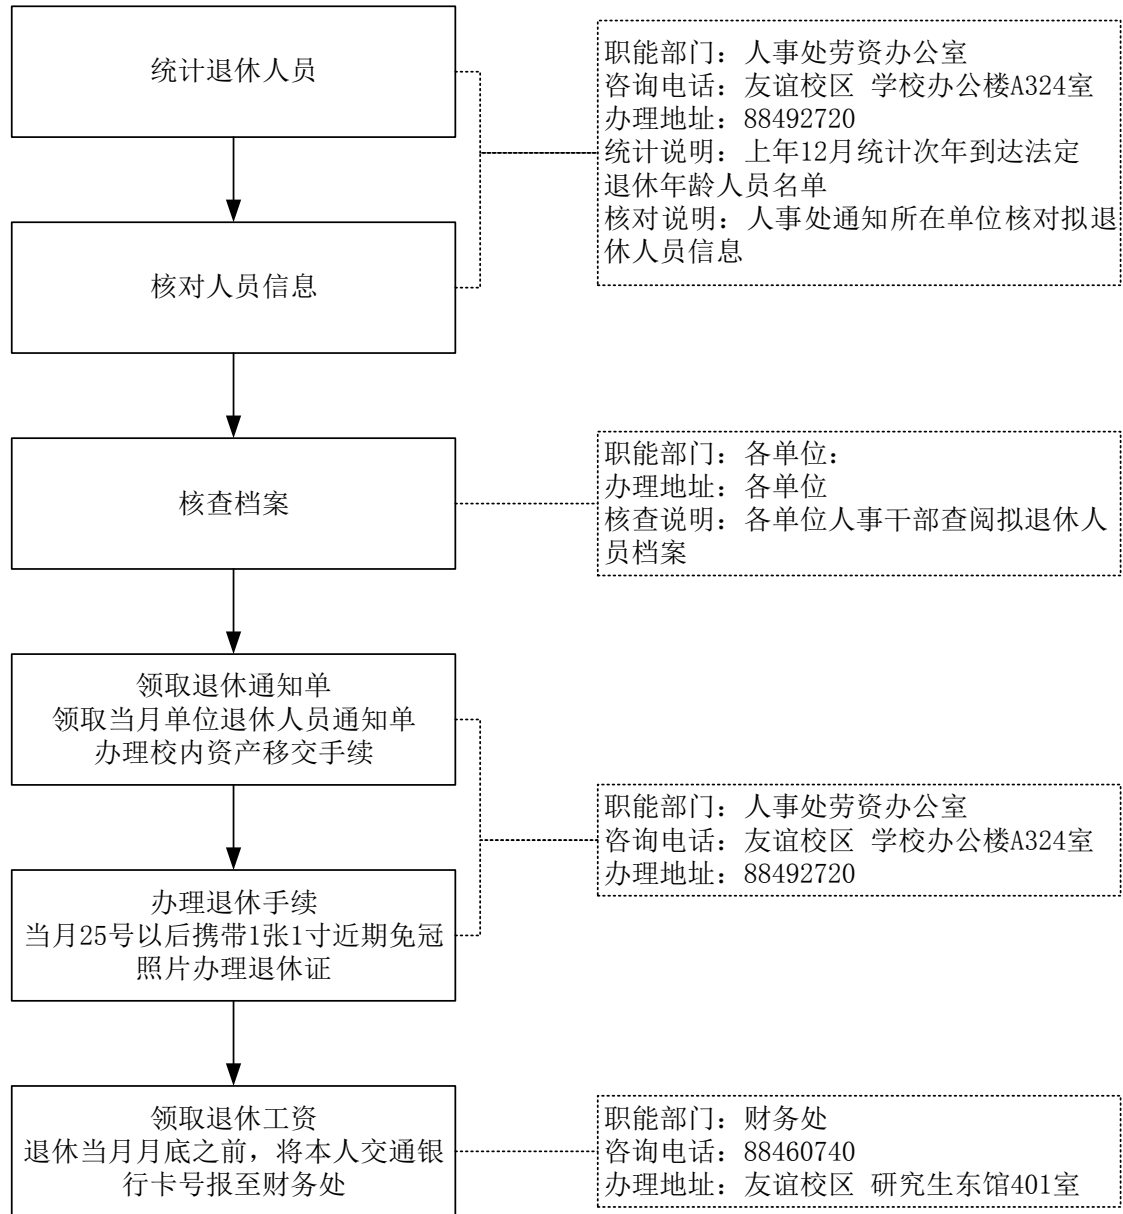 统计退休人员
职能部门：人事处劳资办公室
咨询电话：友谊校区 学校办公楼A324室
办理地址：88492720
统计说明：上年12月统计次年到达法定
退休年龄人员名单
核对说明：人事处通知所在单位核对拟退
休人员信息
核对人员信息
核查档案
职能部门：各单位：
办理地址：各单位
核查说明：各单位人事干部查阅拟退休人
员档案
领取退休通知单
领取当月单位退休人员通知单
办理校内资产移交手续
职能部门：人事处劳资办公室
咨询电话：友谊校区 学校办公楼A324室
办理地址：88492720
办理退休手续
当月25号以后携带1张1寸近期免冠
照片办理退休证
领取退休工资
退休当月月底之前，将本人交通银
行卡号报至财务处
职能部门：财务处
咨询电话：88460740
办理地址：友谊校区 研究生东馆401室